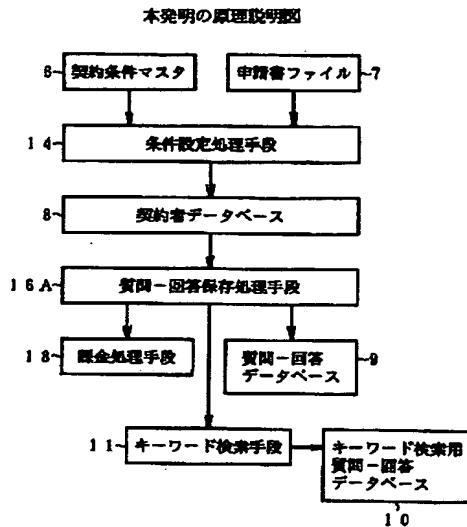 本発明の原理説明図
6 契約条件マスタ
申請書ファイル 7
14 条件設定処理手段
8 契約者データベース
16A 質問-回答保存処理手段
18 課金処理手段
質問-回答 9
データベース
11 キーワード検索手段
キーワード検索用
質問-回答
データベース
10